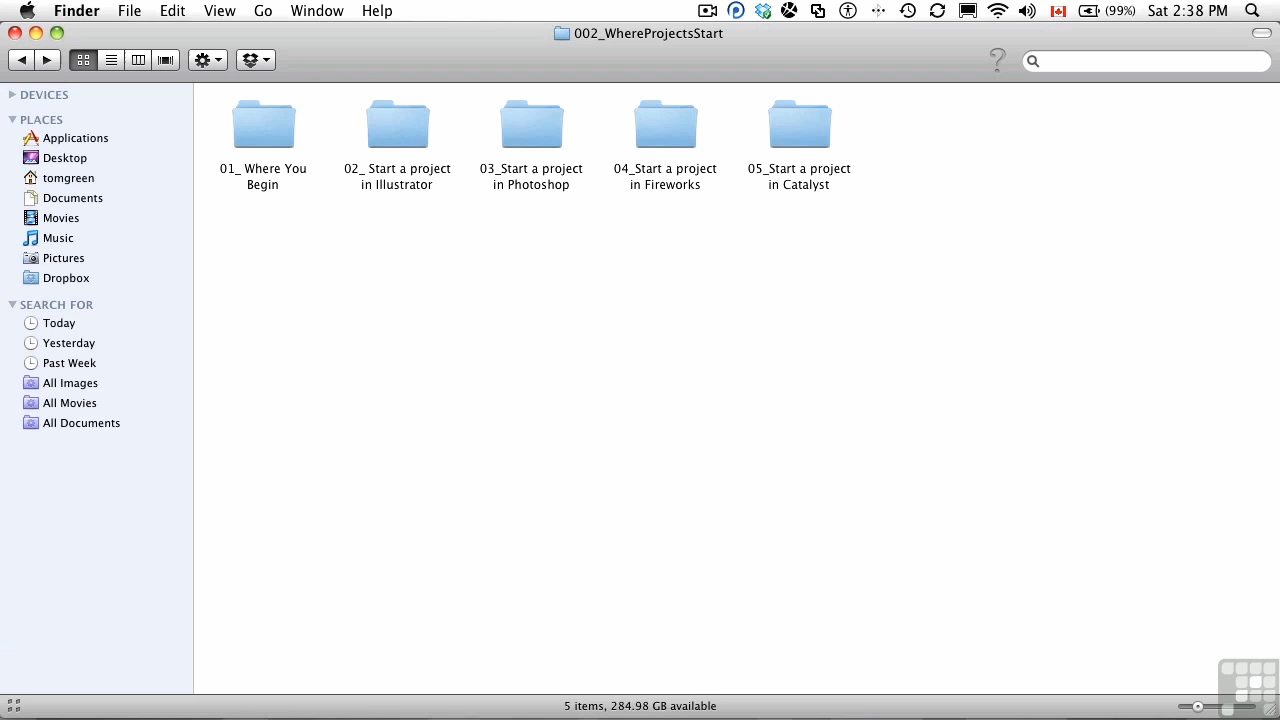 Finder File Edit View Go Window Help (99%) Sat 2:38 PM
002_WhereProjectsStart
DEVICES
PLACES
Applications
Desktop
tomgreen
Documents
Movies
Music
Pictures
Dropbox
SEARCH FOR
Today
Yesterday
Past Week
All Images
All Movies
All Documents
01_ Where You
Begin
02_ Start a project
in Illustrator
03_Start a project
in Photoshop
04_Start a project
in Fireworks
05_Start a project
in Catalyst
5 items, 284.98 GB available